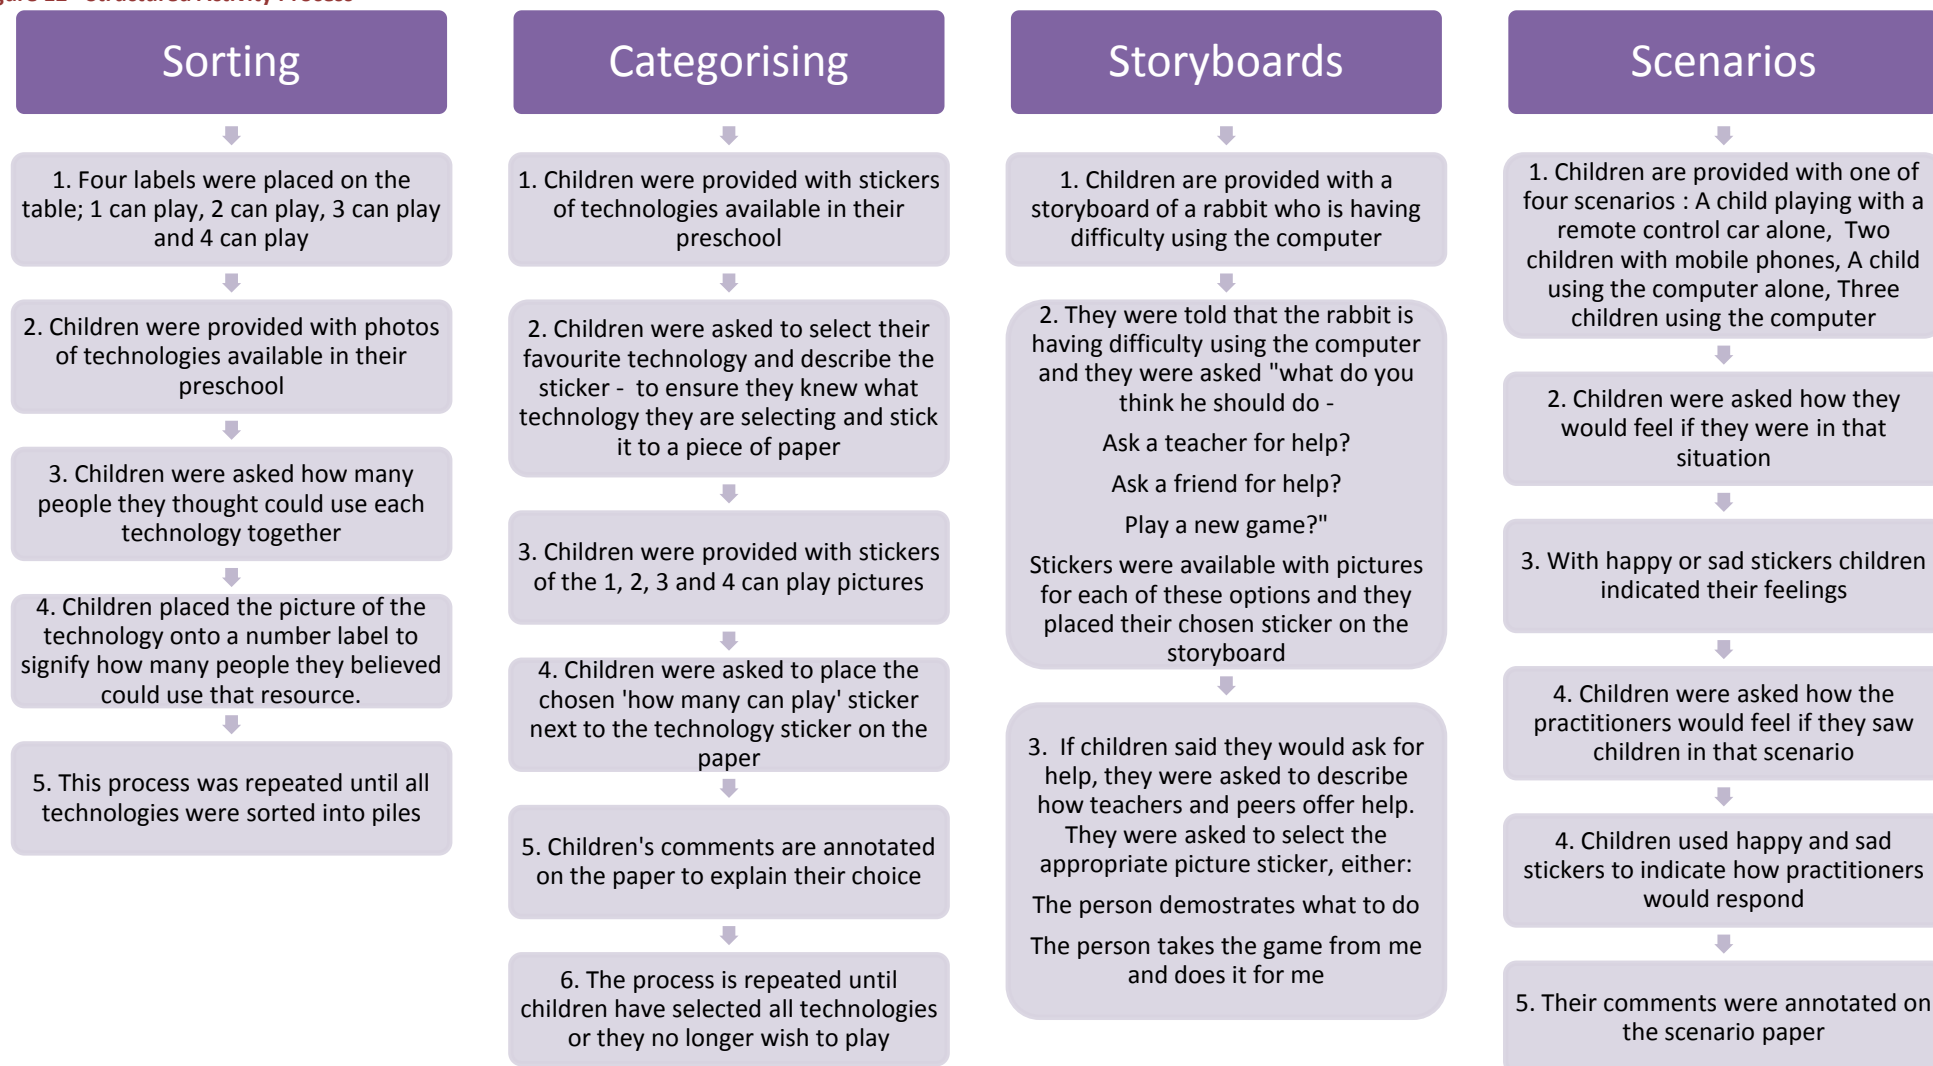 Sorting
1. Four labels were placed on the
table; 1 can play, 2 can play, 3 can play
and 4 can play
2. Children were provided with photos
of technologies available in their
preschool
3. Children were asked how many
people they thought could use each
technology together
4. Children placed the picture of the
technology onto a number label to
signify how many people they believed
could use that resource.
5. This process was repeated until all
technologies were sorted into piles
Categorising
1. Children were provided with stickers
of technologies available in their
preschool
2. Children were asked to select their
favourite technology and describe the
sticker - to ensure they knew what
technology they are selecting and stick
it to a piece of paper
3. Children were provided with stickers
of the 1, 2, 3 and 4 can play pictures
4. Children were asked to place the
chosen 'how many can play' sticker
next to the technology sticker on the
paper
5. Children's comments are annotated
on the paper to explain their choice
6. The process is repeated until
children have selected all technologies
or they no longer wish to play
Storyboards
1. Children are provided with a
storyboard of a rabbit who is having
difficulty using the computer
2. They were told that the rabbit is
having difficulty using the computer
and they were asked "what do you
think he should do -
Ask a teacher for help?
Ask a friend for help?
Play a new game?"
Stickers were available with pictures
for each of these options and they
placed their chosen sticker on the
storyboard
3. If children said they would ask for
help, they were asked to describe
how teachers and peers offer help.
They were asked to select the
appropriate picture sticker, either:
The person demostrates what to do
The person takes the game from me
and does it for me
Scenarios
1. Children are provided with one of
four scenarios : A child playing with a
remote control car alone, Two
children with mobile phones, A child
using the computer alone, Three
children using the computer
2. Children were asked how they
would feel if they were in that
situation
3. With happy or sad stickers children
indicated their feelings
4. Children were asked how the
practitioners would feel if they saw
children in that scenario
4. Children used happy and sad
stickers to indicate how practitioners
would respond
5. Their comments were annotated on
the scenario paper